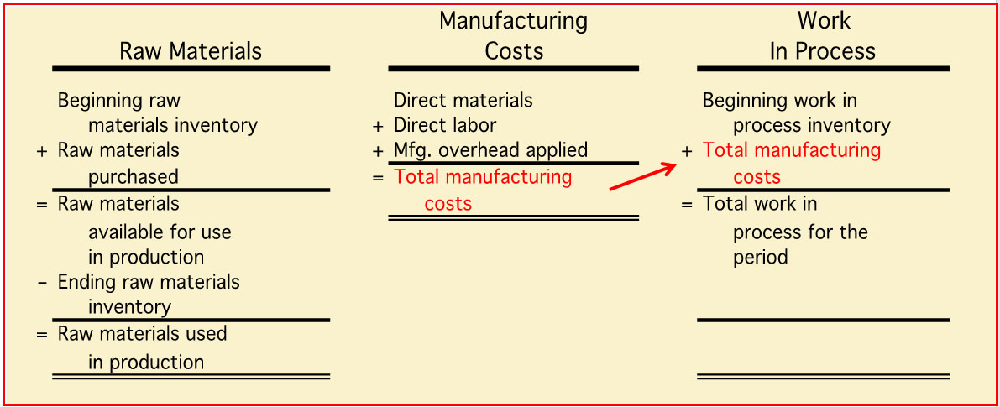 Raw Materials
Beginning raw
materials inventory
+ Raw materials
purchased
= Raw materials
available for use
in production
– Ending raw materials
inventory
= Raw materials used
in production
Manufacturing
Costs
Direct materials
+ Direct labor
+ Mfg. overhead applied
= Total manufacturing
costs
Work
In Process
Beginning work in
process inventory
+ Total manufacturing
costs
= Total work in
process for the
period